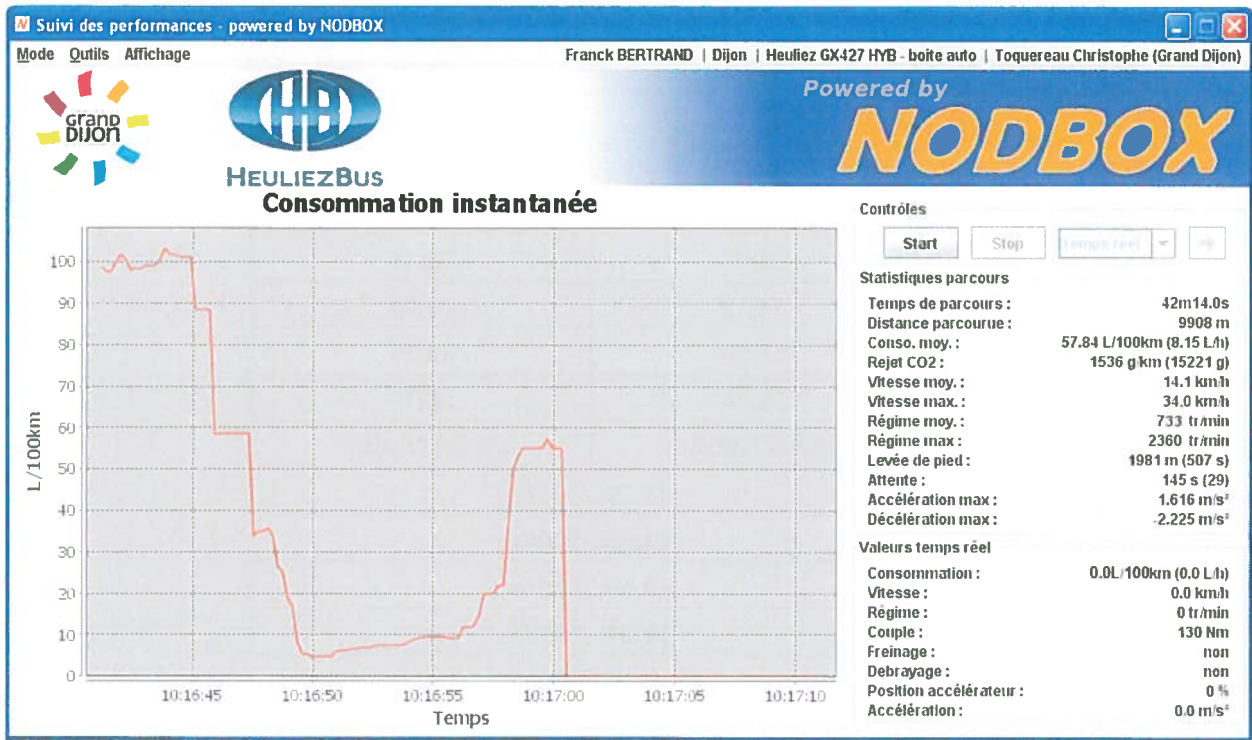 Suivi des performances - powered by NODBOX
Mode Outils Affichage
Franck BERTRAND | Dijon | Heuliez GX427 HYB - boite auto | Toquereau Christophe (Grand Dijon)
GRAND
DIJON
HB
HEULIEZBUS
Powered by
NODBOX
Consommation instantanée
L/100km
100
90
80
70
60
50
40
30
20
10
0
10:16:45 10:16:50 10:16:55 10:17:00 10:17:05 10:17:10
Temps
Contrôles
Start Stop Temps réel
Statistiques parcours
Temps de parcours : 42m14.0s
Distance parcourue : 9908 m
Conso. moy. : 57.84 L/100km (8.15 L/h)
Rejet CO2 : 1536 g/km (15221 g)
Vitesse moy. : 14.1 km/h
Vitesse max. : 34.0 km/h
Régime moy. : 733 tr/min
Régime max : 2360 tr/min
Levée de pied : 1981 m (507 s)
Attente : 145 s (29)
Accélération max : 1.616 m/s²
Décélération max : -2.225 m/s²
Valeurs temps réel
Consommation : 0.0L/100km (0.0 L/h)
Vitesse : 0.0 km/h
Régime : 0 tr/min
Couple : 130 Nm
Freinage : non
Debrayage : non
Position accélérateur : 0 %
Accélération : 0.0 m/s²